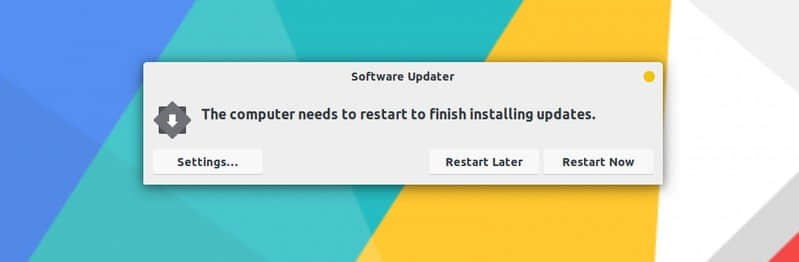 Software Updater
The computer needs to restart to finish installing updates.
Settings...
Restart Later
Restart Now